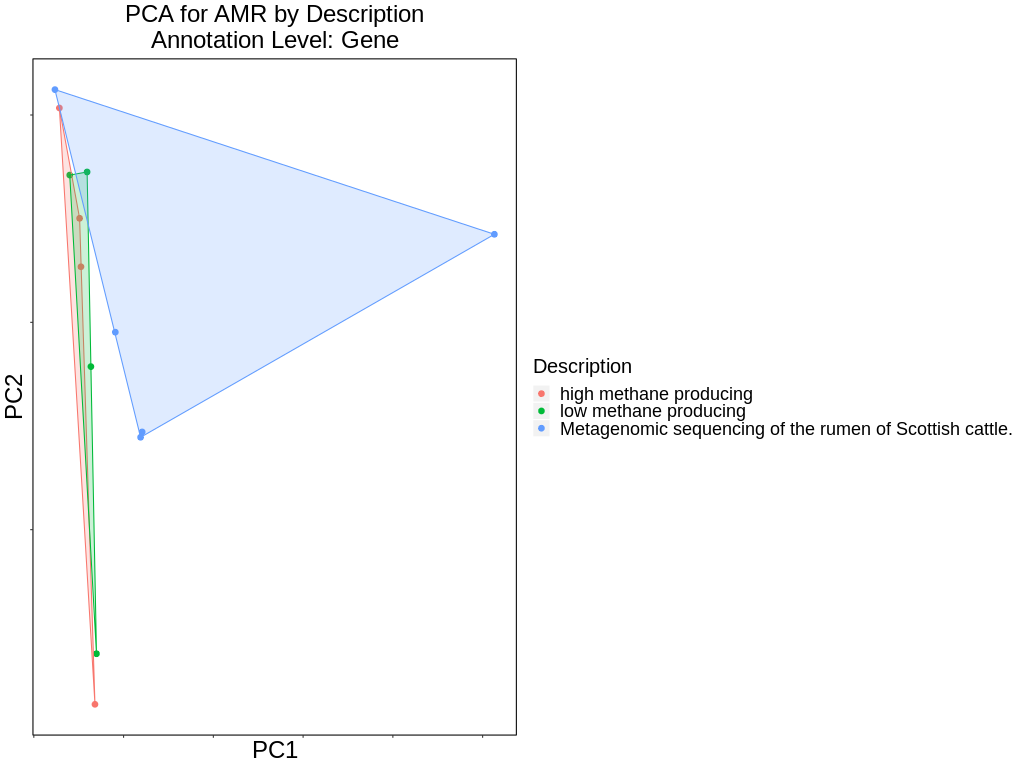 PCA for AMR by Description
Annotation Level: Gene
PC2
PC1
Description
high methane producing
low methane producing
Metagenomic sequencing of the rumen of Scottish cattle.